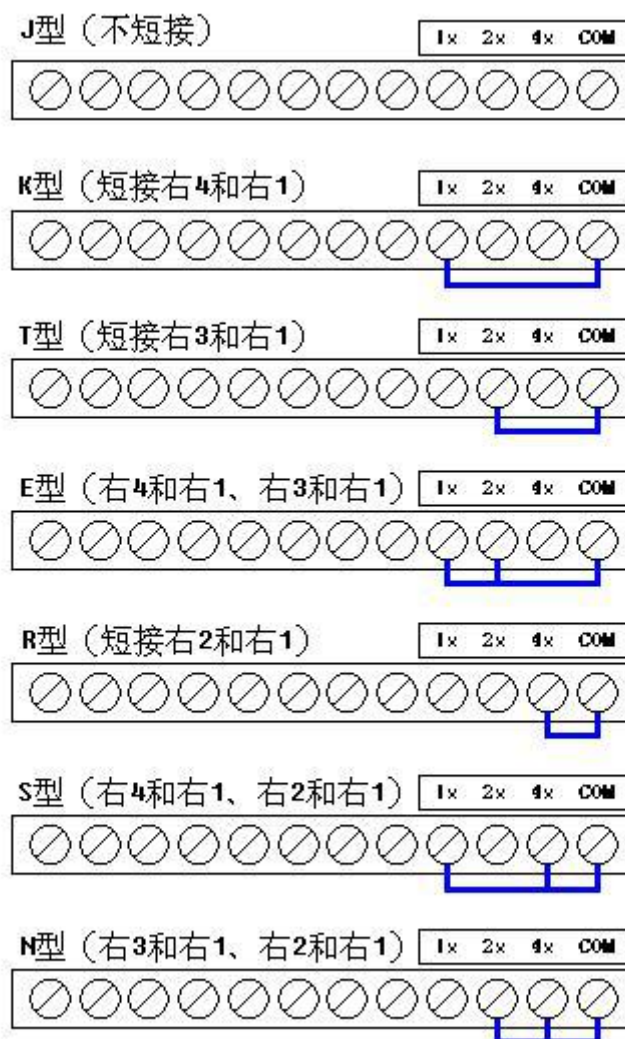 J型（不短接） 1x 2x 4x COM
K型（短接右4和右1） 1x 2x 4x COM
T型（短接右3和右1） 1x 2x 4x COM
E型（右4和右1、右3和右1） 1x 2x 4x COM
R型（短接右2和右1） 1x 2x 4x COM
S型（右4和右1、右2和右1） 1x 2x 4x COM
N型（右3和右1、右2和右1） 1x 2x 4x COM